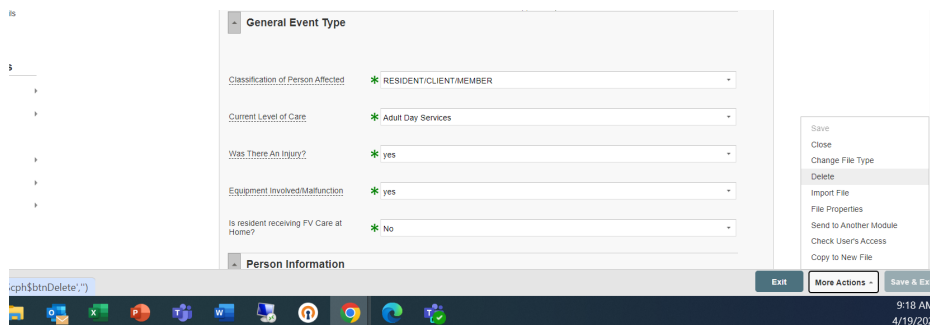 is
General Event Type
s
Classification of Person Affected * RESIDENT/CLIENT/MEMBER
Current Level of Care * Adult Day Services
Was There An Injury? * yes
Equipment Involved/Malfunction * yes
Is resident receiving FV Care at
Home? * No
Person Information
Save
Close
Change File Type
Delete
Import File
File Properties
Send to Another Module
Check User's Access
Copy to New File
Exit More Actions Save & Ex
cph$btnDelete','')
9:18 AM
4/19/20